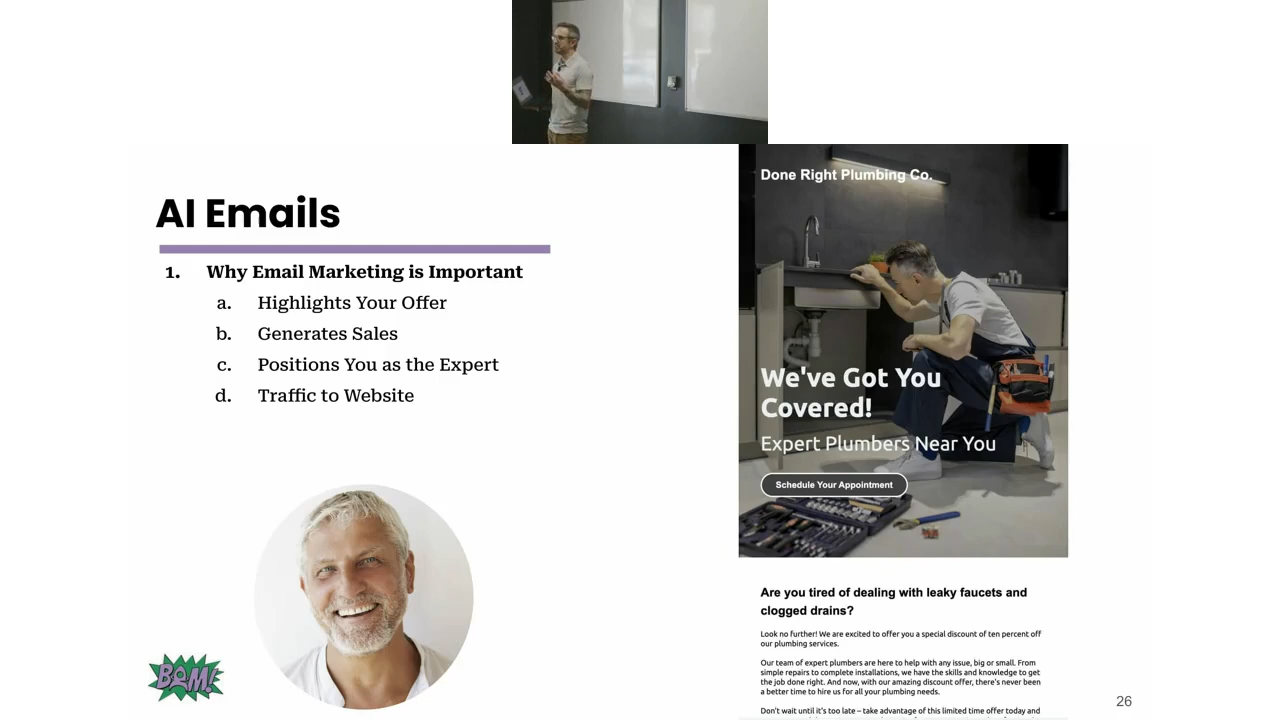 AI Emails
1. Why Email Marketing is Important
a. Highlights Your Offer
b. Generates Sales
c. Positions You as the Expert
d. Traffic to Website
BAM!
Done Right Plumbing Co.
We've Got You
Covered!
Expert Plumbers Near You
Schedule Your Appointment
Are you tired of dealing with leaky faucets and
clogged drains?
Look no further! We are excited to offer you a special discount of ten percent off
our plumbing services.
Our team of expert plumbers are here to help with any issue, big or small. From
simple repairs to complete installations, we have the skills and knowledge to get
the job done right. And now, with our amazing discount offer, there's never been
a better time to hire us for all your plumbing needs.
Don't wait until it's too late – take advantage of this limited time offer today and
26